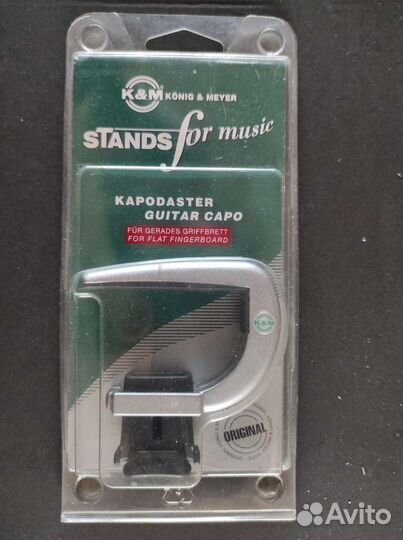 K&M KÖNIG & MEYER
STANDS for music
KAPODASTER
GUITAR CAPO
FÜR GERADES GRIFFBRETT
FOR FLAT FINGERBOARD
K&M
ORIGINAL
Avito